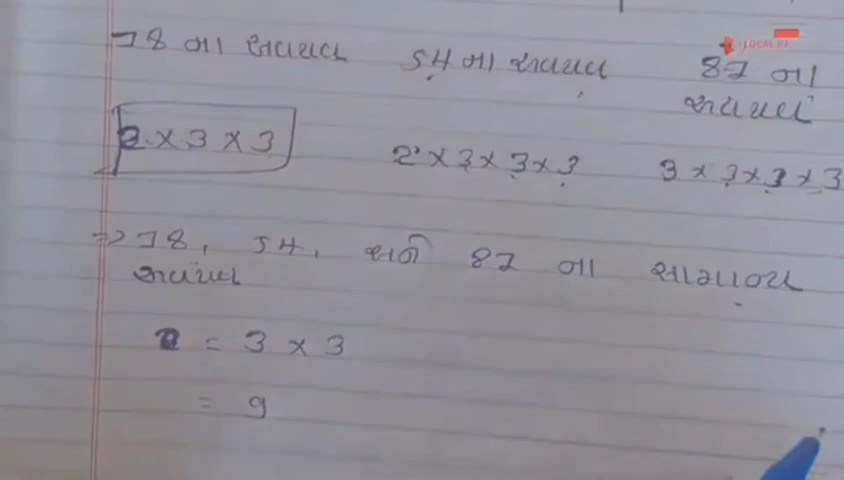 18 ના અવયવ 54 ના અવયવ 81 ના
અવયવ
2 × 3 × 3 2 × 3 × 3 × 3 3 × 3 × 3 × 3
⇒ 18, 54, અને 81 ના સામાન્ય
અવયવ
= 3 × 3
= 9